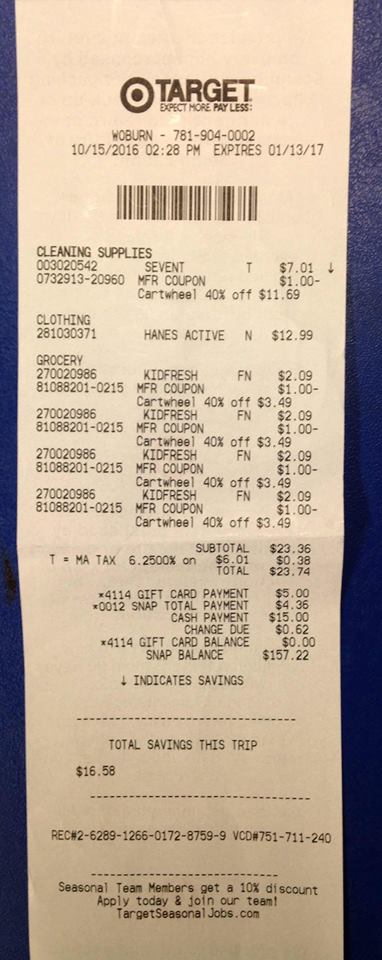 TARGET
EXPECT MORE. PAY LESS:
WOBURN - 781-904-0002
10/15/2016 02:28 PM EXPIRES 01/13/17
CLEANING SUPPLIES
003020542 SEVENT T $7.01 ↓
0732913-20960 MFR COUPON $1.00-
Cartwheel 40% off $11.69
CLOTHING
281030371 HANES ACTIVE N $12.99
GROCERY
270020986 KIDFRESH FN $2.09
81088201-0215 MFR COUPON $1.00-
Cartwheel 40% off $3.49
270020986 KIDFRESH FN $2.09
81088201-0215 MFR COUPON $1.00-
Cartwheel 40% off $3.49
270020986 KIDFRESH FN $2.09
81088201-0215 MFR COUPON $1.00-
Cartwheel 40% off $3.49
270020986 KIDFRESH FN $2.09
81088201-0215 MFR COUPON $1.00-
Cartwheel 40% off $3.49
SUBTOTAL $23.36
T = MA TAX 6.2500% on $6.01 $0.38
TOTAL $23.74
*4114 GIFT CARD PAYMENT $5.00
*0012 SNAP TOTAL PAYMENT $4.36
CASH PAYMENT $15.00
CHANGE DUE $0.62
*4114 GIFT CARD BALANCE $0.00
SNAP BALANCE $157.22
↓ INDICATES SAVINGS
TOTAL SAVINGS THIS TRIP
$16.58
REC#2-6289-1266-0172-8759-9 VCD#751-711-240
Seasonal Team Members get a 10% discount
Apply today & join our team!
TargetSeasonalJobs.com